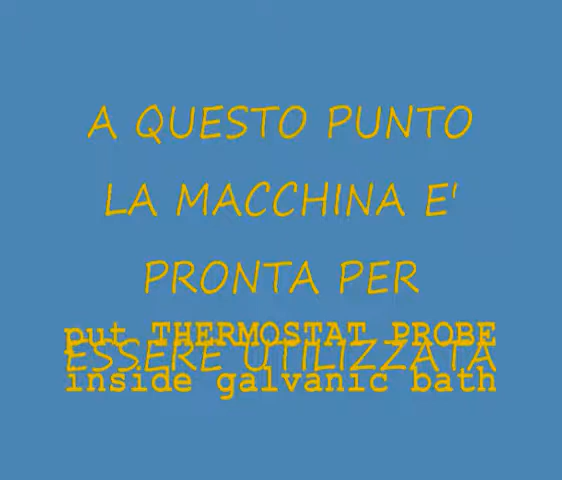 A QUESTO PUNTO
LA MACCHINA E'
PRONTA PER
put THERMOSTAT PROBE
ESSERE UTILIZZATA
inside galvanic bath